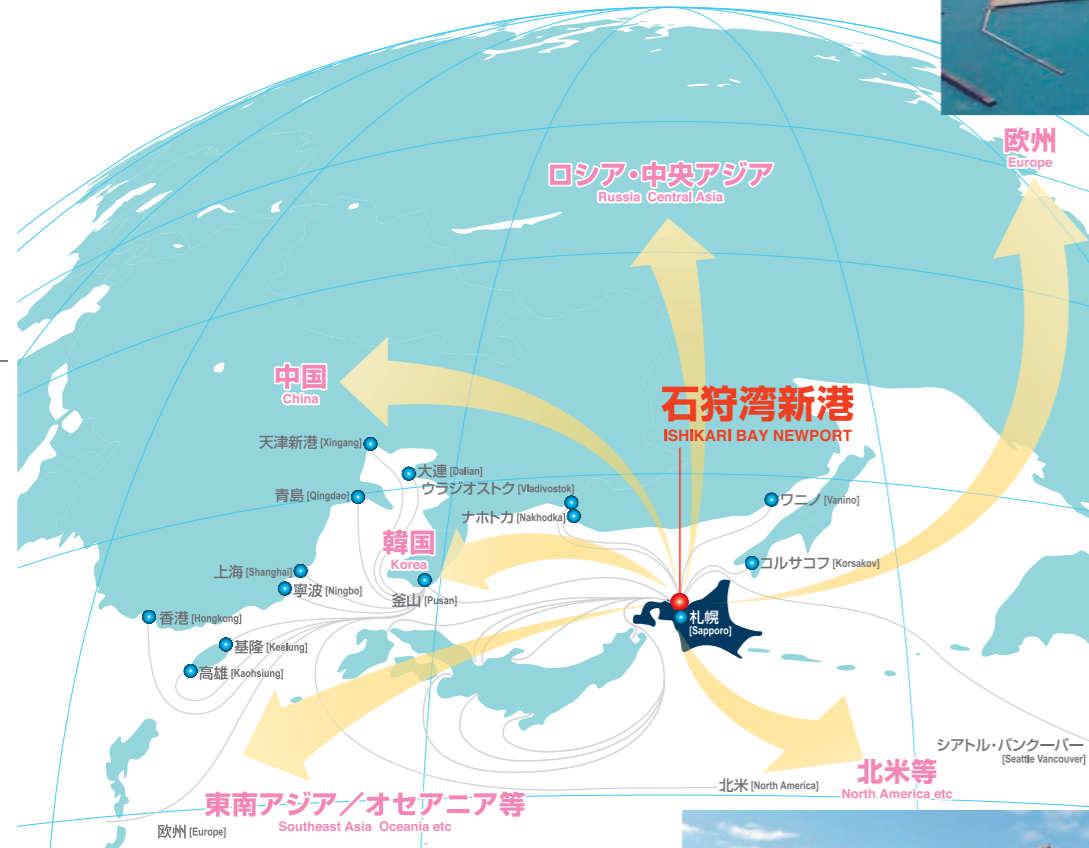 欧州
Europe
ロシア・中央アジア
Russia Central Asia
中国
China
石狩湾新港
ISHIKARI BAY NEWPORT
天津新港 [Xingang]
大連 [Dalian]
ウラジオストク [Vladivostok]
青島 [Qingdao]
ナホトカ [Nakhodka]
ワニノ [Vanino]
韓国
Korea
コルサコフ [Korsakov]
上海 [Shanghai]
寧波 [Ningbo]
釜山 [Pusan]
香港 [Hongkong]
札幌
[Sapporo]
基隆 [Keelung]
高雄 [Kaohsiung]
シアトル・バンクーバー
[Seattle Vancouver]
北米等
North America etc
北米 [North America]
東南アジア／オセアニア等
Southeast Asia Oceania etc
欧州 [Europe]